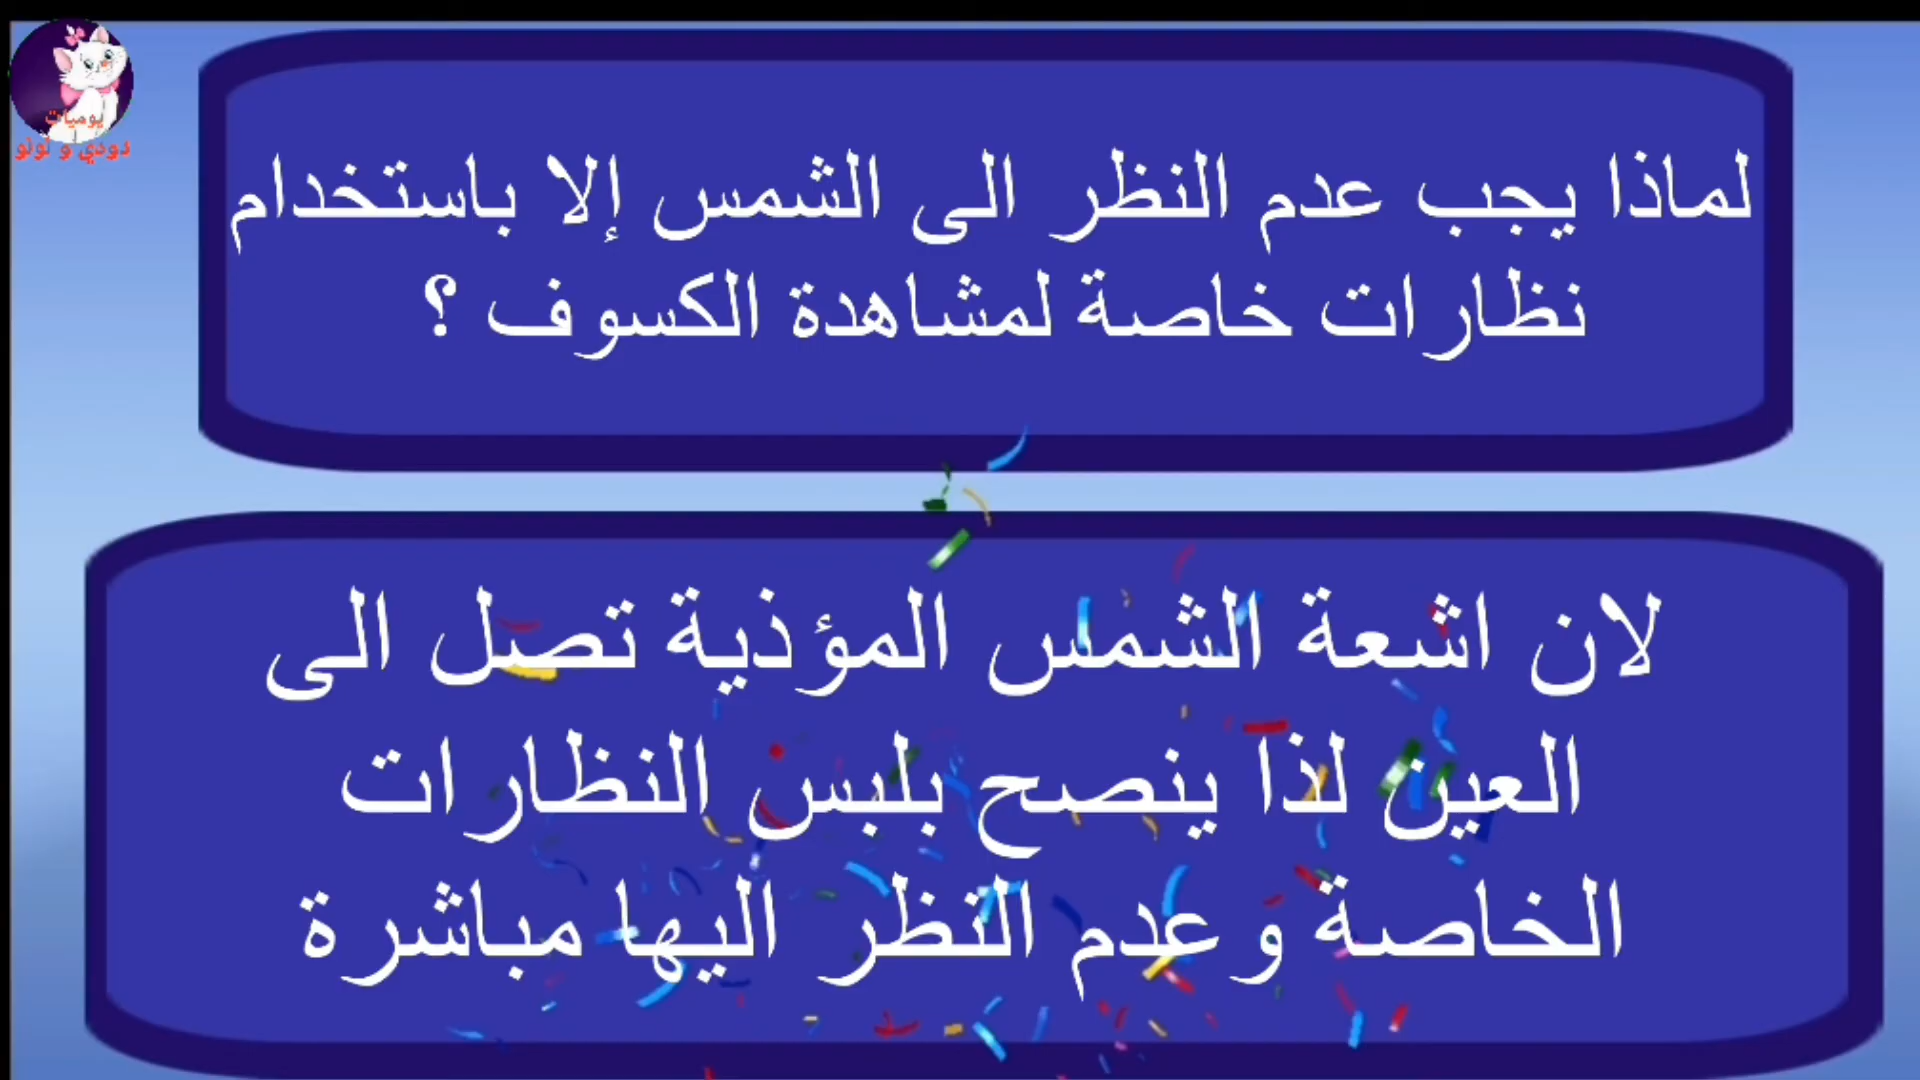 يوميات
دودي و لولو
لماذا يجب عدم النظر الى الشمس إلا باستخدام
نظارات خاصة لمشاهدة الكسوف ؟
لان اشعة الشمس المؤذية تصل الى
العين لذا ينصح بلبس النظارات
الخاصة و عدم النظر اليها مباشرة